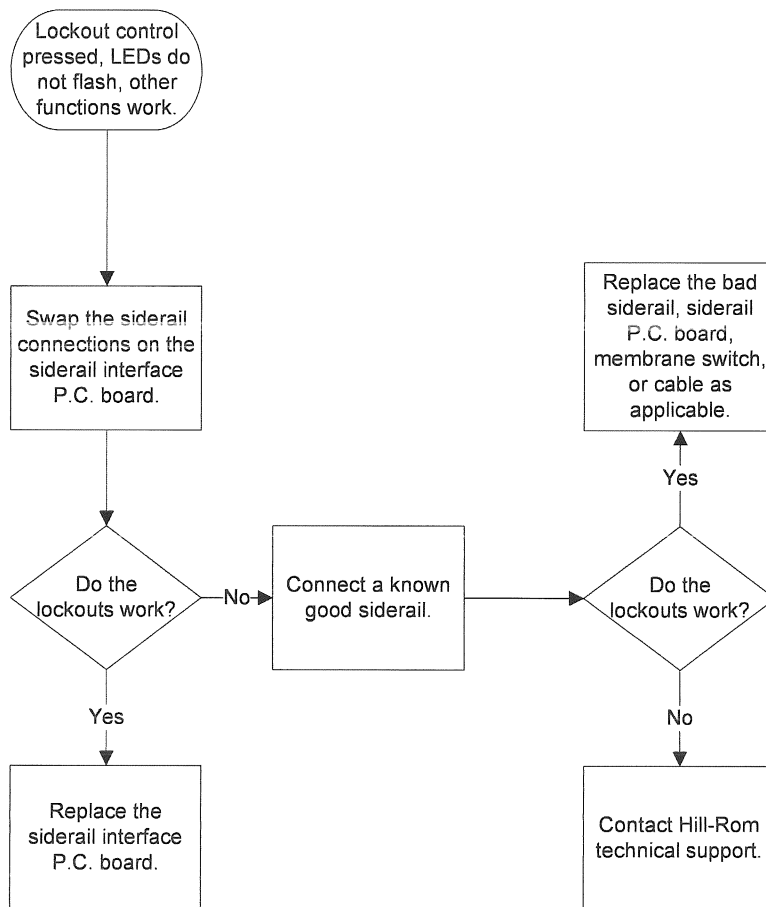 Lockout control
pressed, LEDs do
not flash, other
functions work.
Swap the siderail
connections on the
siderail interface
P.C. board.
Do the
lockouts work?
No
Yes
Replace the
siderail interface
P.C. board.
Connect a known
good siderail.
Do the
lockouts work?
Yes
Replace the bad
siderail, siderail
P.C. board,
membrane switch,
or cable as
applicable.
No
Contact Hill-Rom
technical support.